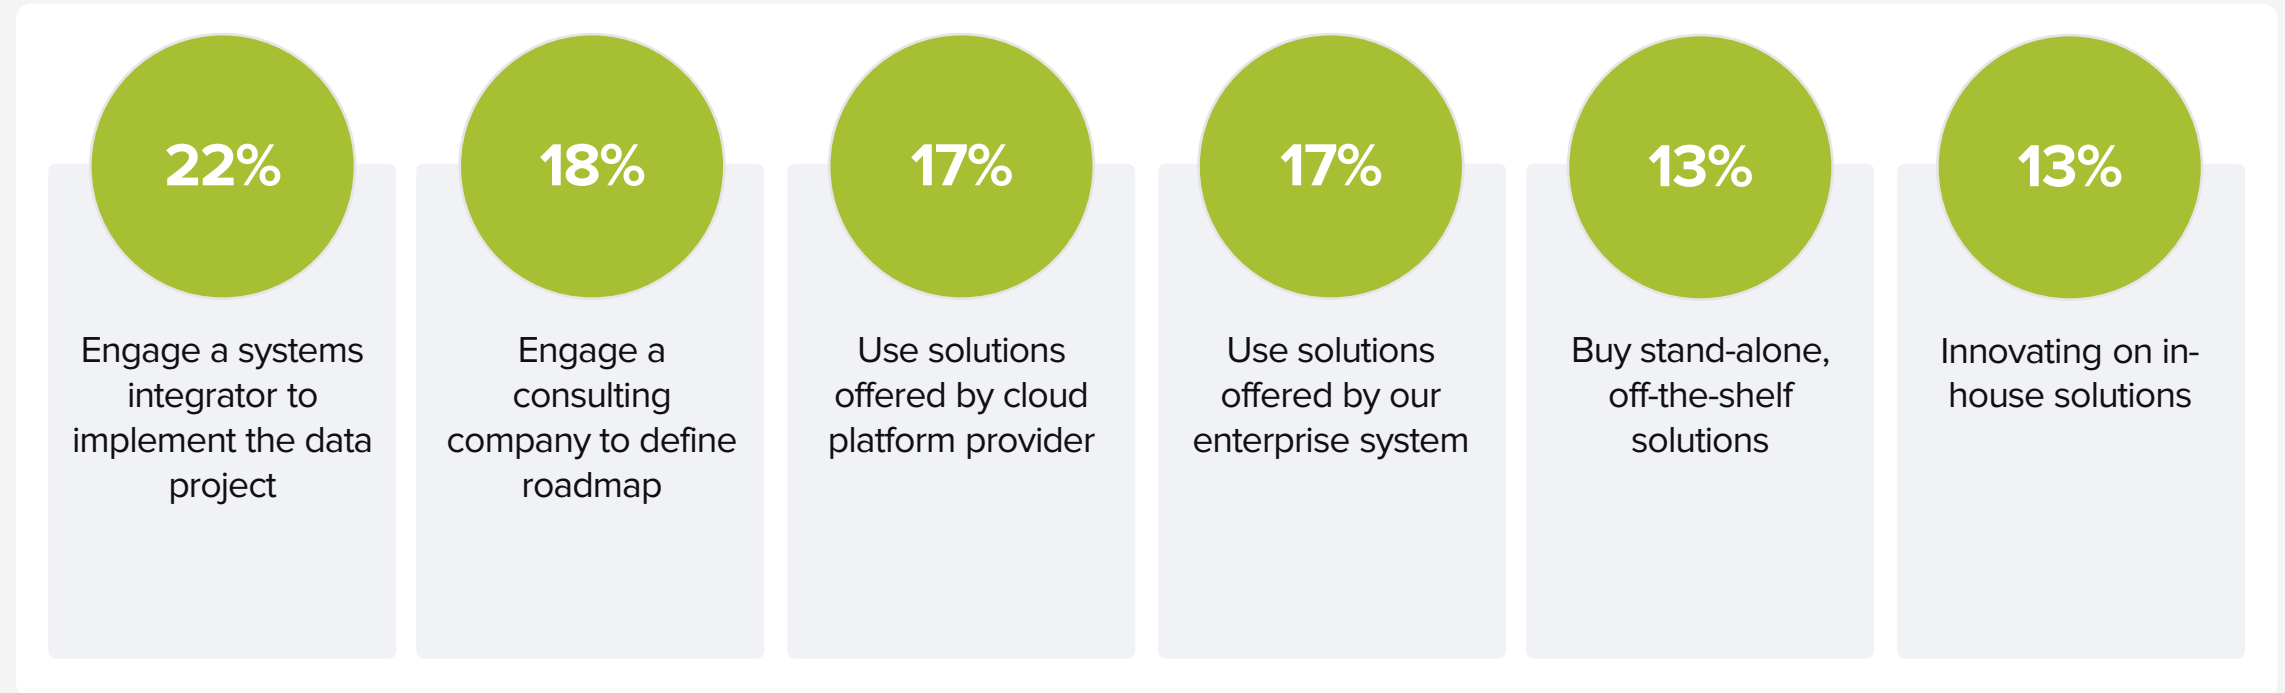 22%
Engage a systems
integrator to
implement the data
project
18%
Engage a
consulting
company to define
roadmap
17%
Use solutions
offered by cloud
platform provider
17%
Use solutions
offered by our
enterprise system
13%
Buy stand-alone,
off-the-shelf
solutions
13%
Innovating on in-
house solutions